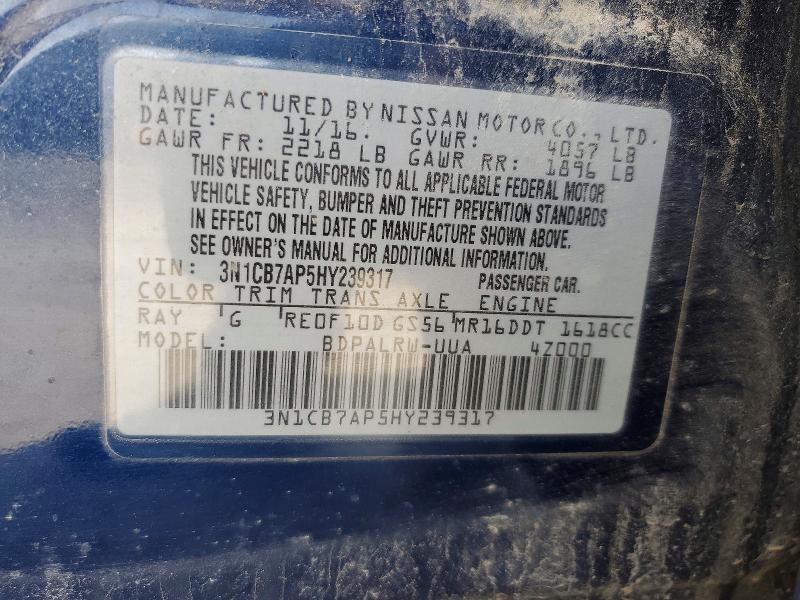 MANUFACTURED BY NISSAN MOTOR CO., LTD.
DATE: 11/16. GVWR: 4057 LB
GAWR FR: 2218 LB GAWR RR: 1896 LB
THIS VEHICLE CONFORMS TO ALL APPLICABLE FEDERAL MOTOR
VEHICLE SAFETY, BUMPER AND THEFT PREVENTION STANDARDS
IN EFFECT ON THE DATE OF MANUFACTURE SHOWN ABOVE.
SEE OWNER'S MANUAL FOR ADDITIONAL INFORMATION.
VIN: 3N1CB7AP5HY239317 PASSENGER CAR.
COLOR TRIM TRANS AXLE ENGINE
RAY G RE0F10D GS56 MR16DDT 1618CC
MODEL: BDPALRW-UUA 4Z000
3N1CB7AP5HY239317